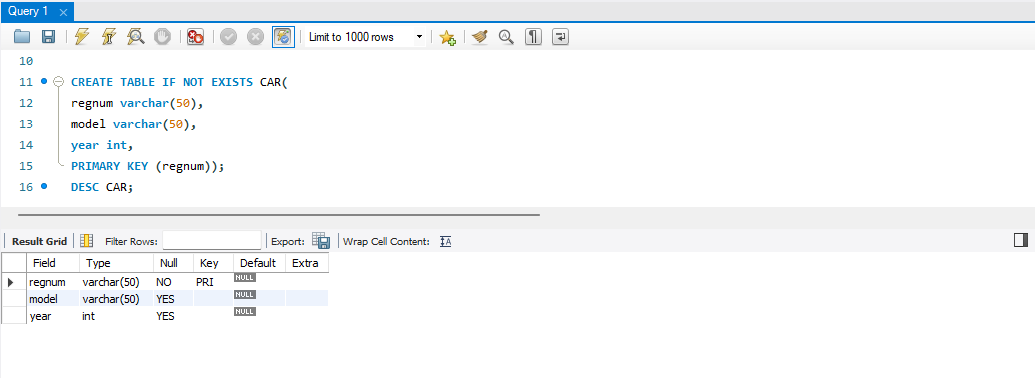 Query 1
Limit to 1000 rows
10
11 CREATE TABLE IF NOT EXISTS CAR(
12 regnum varchar(50),
13 model varchar(50),
14 year int,
15 PRIMARY KEY (regnum));
16 DESC CAR;
Result Grid Filter Rows: Export: Wrap Cell Content:
Field Type Null Key Default Extra
regnum varchar(50) NO PRI NULL
model varchar(50) YES NULL
year int YES NULL